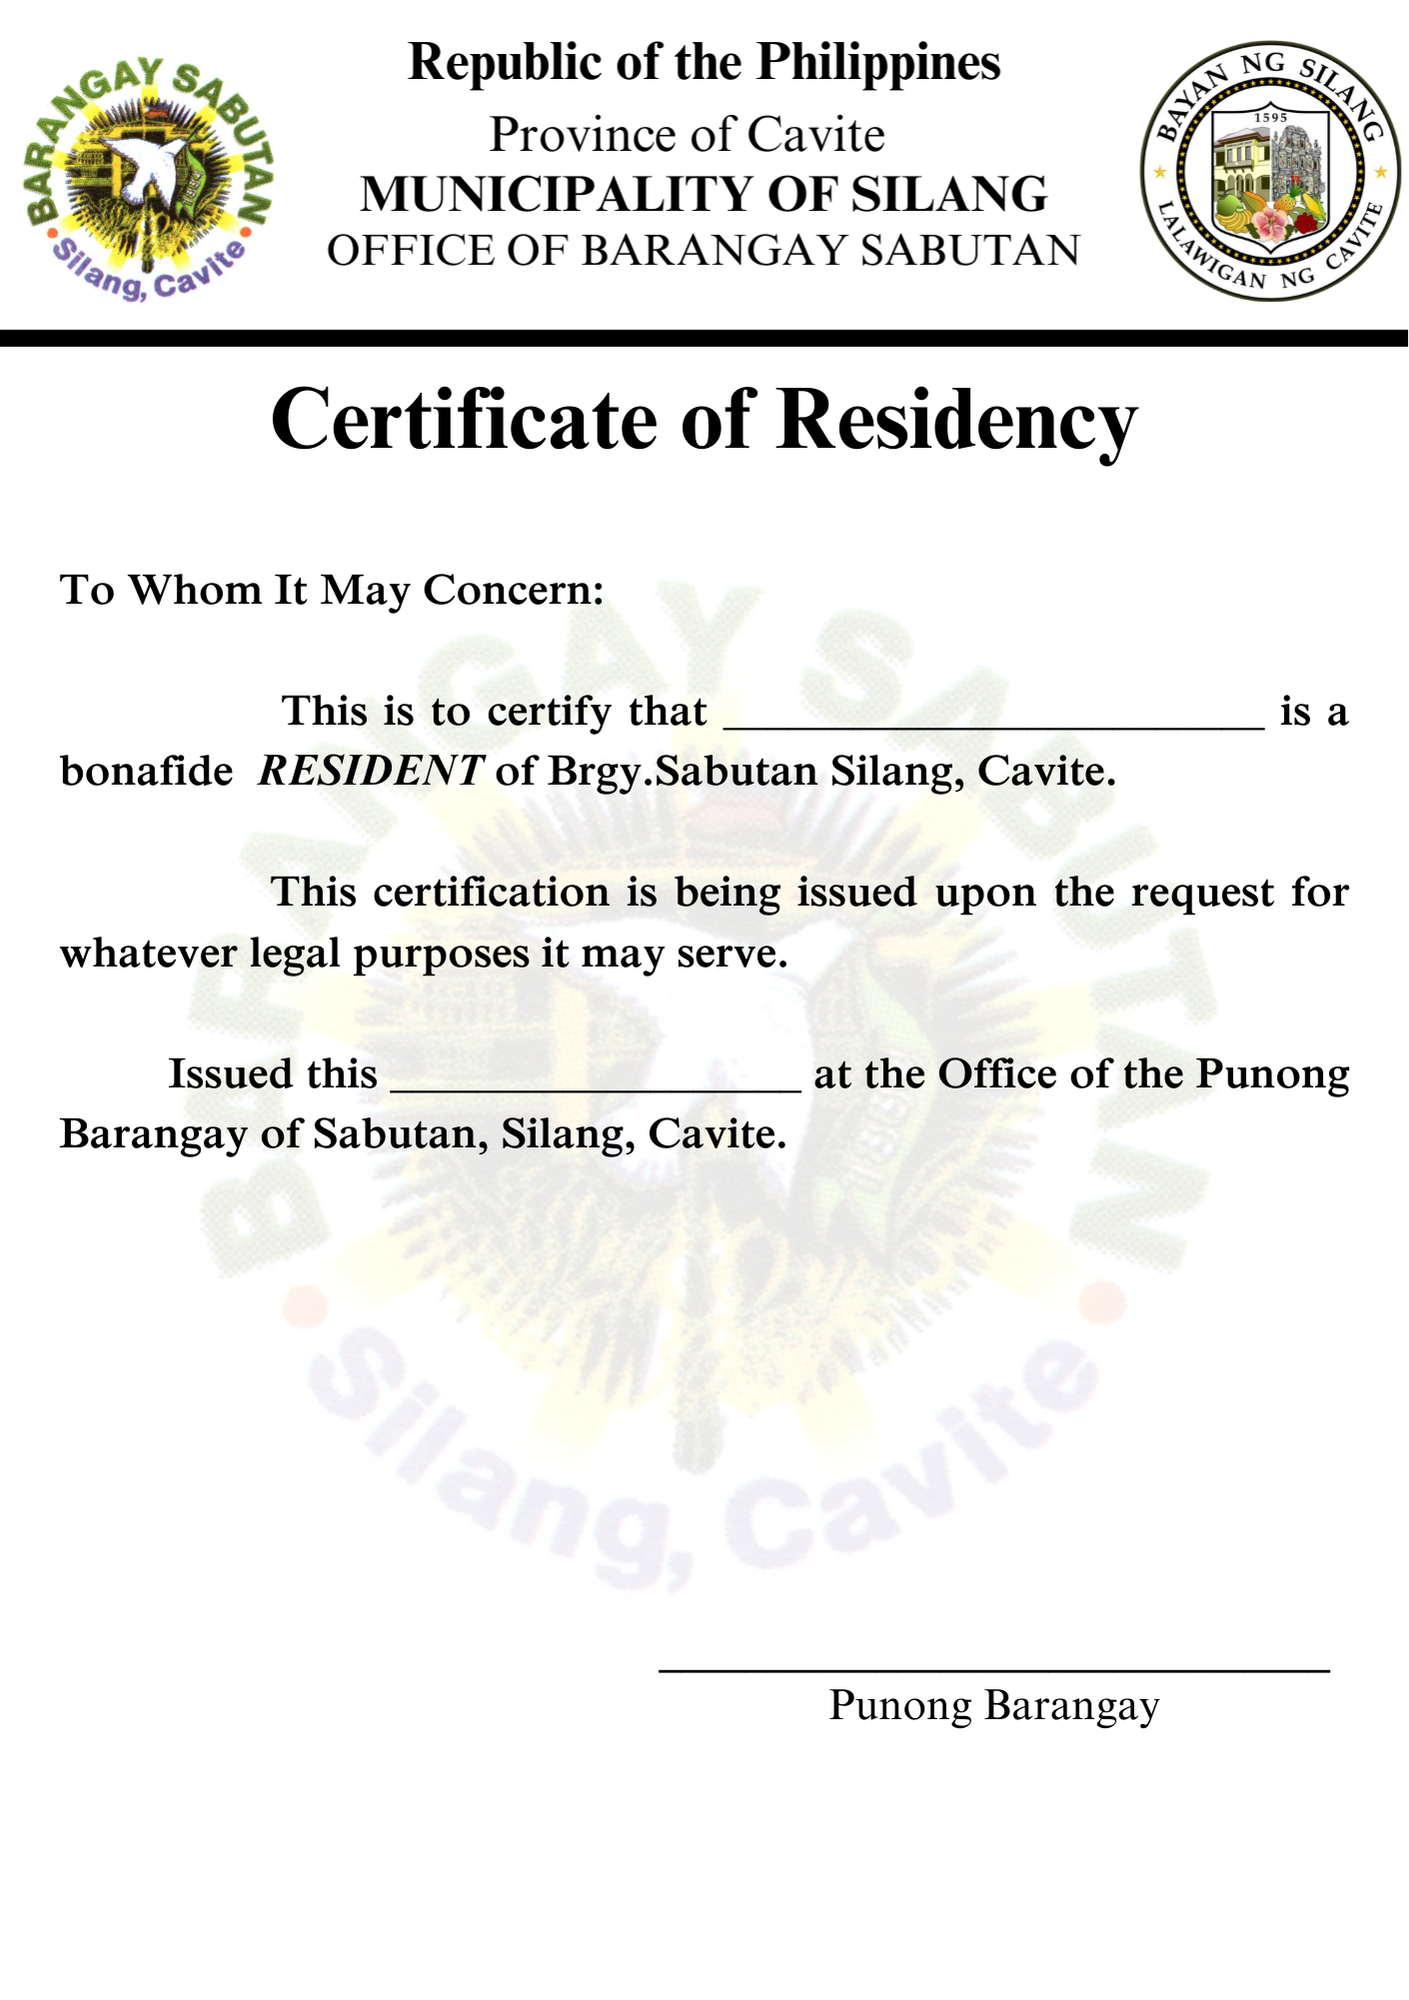 BARANGAY SABUTAN
Silang, Cavite
Republic of the Philippines
Province of Cavite
MUNICIPALITY OF SILANG
OFFICE OF BARANGAY SABUTAN
BAYAN NG SILANG
1595
LALAWIGAN NG CAVITE
Certificate of Residency
To Whom It May Concern:
This is to certify that _________________________ is a
bonafide RESIDENT of Brgy.Sabutan Silang, Cavite.
This certification is being issued upon the request for
whatever legal purposes it may serve.
Issued this ___________________ at the Office of the Punong
Barangay of Sabutan, Silang, Cavite.
BARANGAY SABUTAN
Silang, Cavite
_______________________________
Punong Barangay